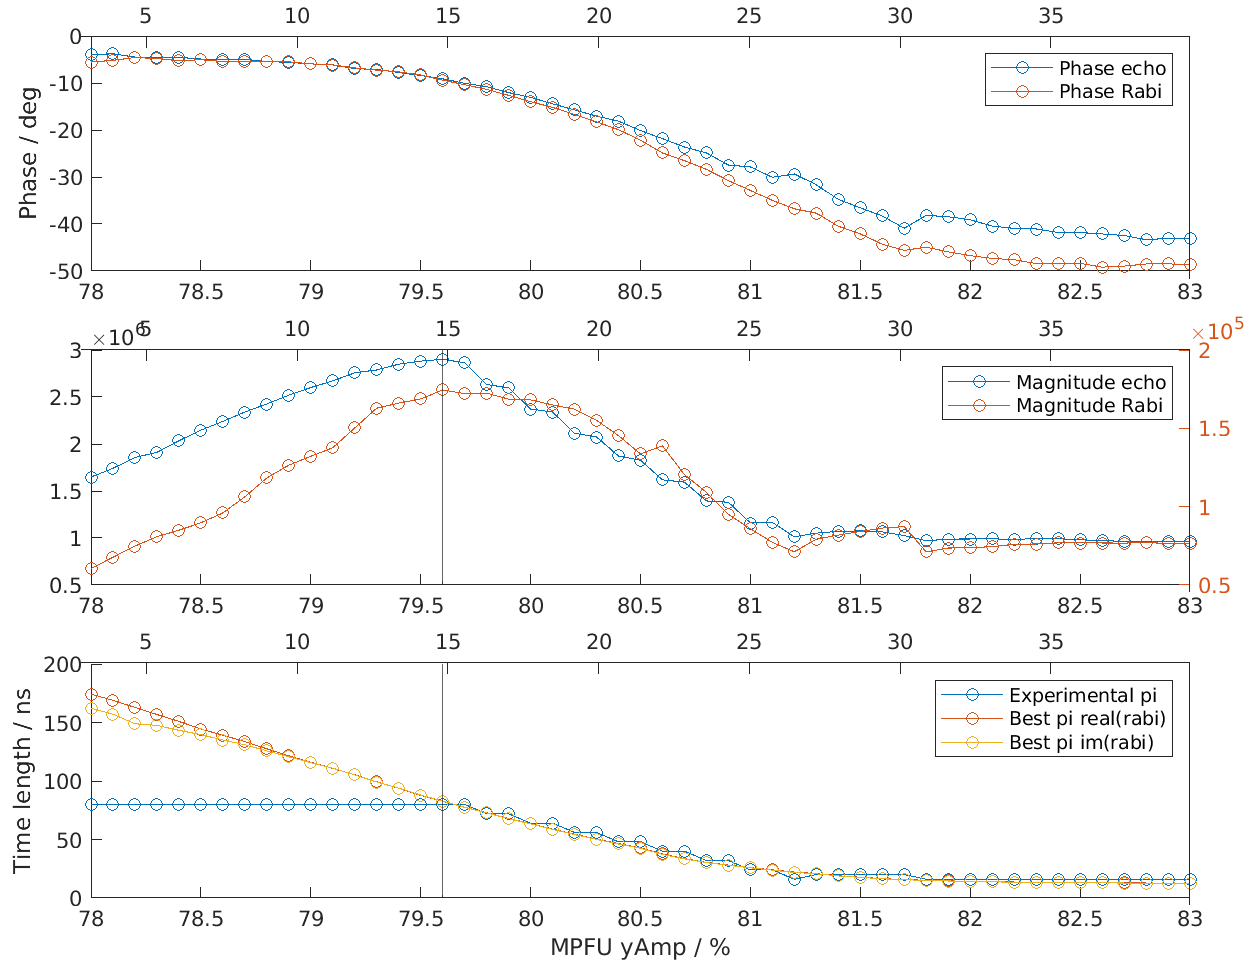 5 10 15 20 25 30 35
0
-10
-20
-30
-40
-50
Phase / deg
Phase echo
Phase Rabi
78 78.5 79 79.5 80 80.5 81 81.5 82 82.5 83
5 10 15 20 25 30 35
×10^6
×10^5
3
2.5
2
1.5
1
0.5
2
1.5
1
0.5
Magnitude echo
Magnitude Rabi
78 78.5 79 79.5 80 80.5 81 81.5 82 82.5 83
5 10 15 20 25 30 35
200
150
100
50
0
Time length / ns
Experimental pi
Best pi real(rabi)
Best pi im(rabi)
78 78.5 79 79.5 80 80.5 81 81.5 82 82.5 83
MPFU yAmp / %